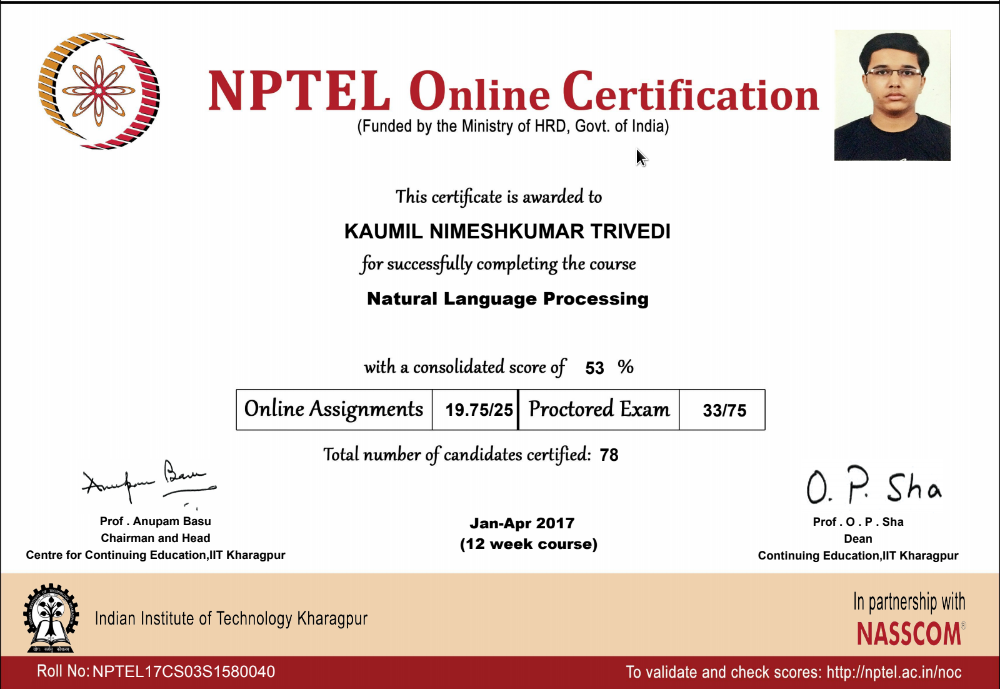 NPTEL Online Certification
(Funded by the Ministry of HRD, Govt. of India)
This certificate is awarded to
KAUMIL NIMESHKUMAR TRIVEDI
for successfully completing the course
Natural Language Processing
with a consolidated score of 53 %
Online Assignments 19.75/25 Proctored Exam 33/75
Total number of candidates certified: 78
Anupam Basu
Prof . Anupam Basu
Chairman and Head
Centre for Continuing Education,IIT Kharagpur
Jan-Apr 2017
(12 week course)
O. P. Sha
Prof . O . P . Sha
Dean
Continuing Education,IIT Kharagpur
Indian Institute of Technology Kharagpur
In partnership with
NASSCOM®
Roll No: NPTEL17CS03S1580040
To validate and check scores: http://nptel.ac.in/noc